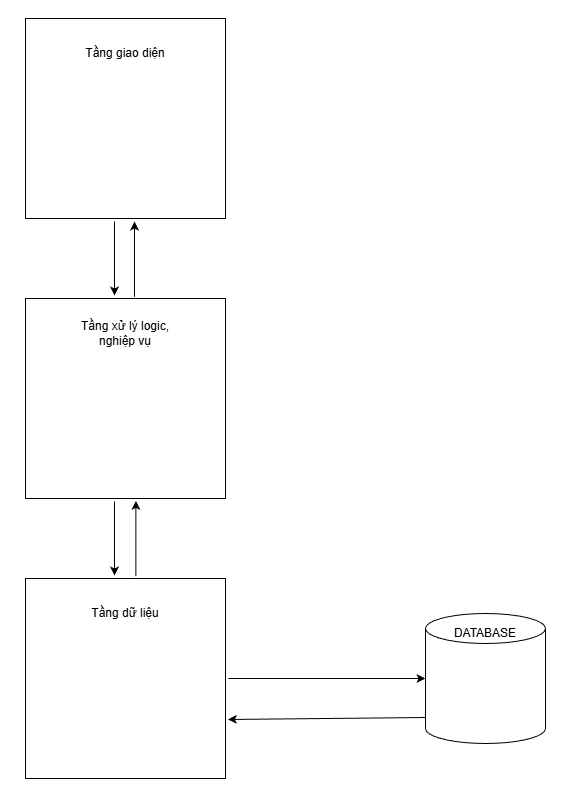 Tầng giao diện
Tầng xử lý logic,
nghiệp vụ
Tầng dữ liệu
DATABASE